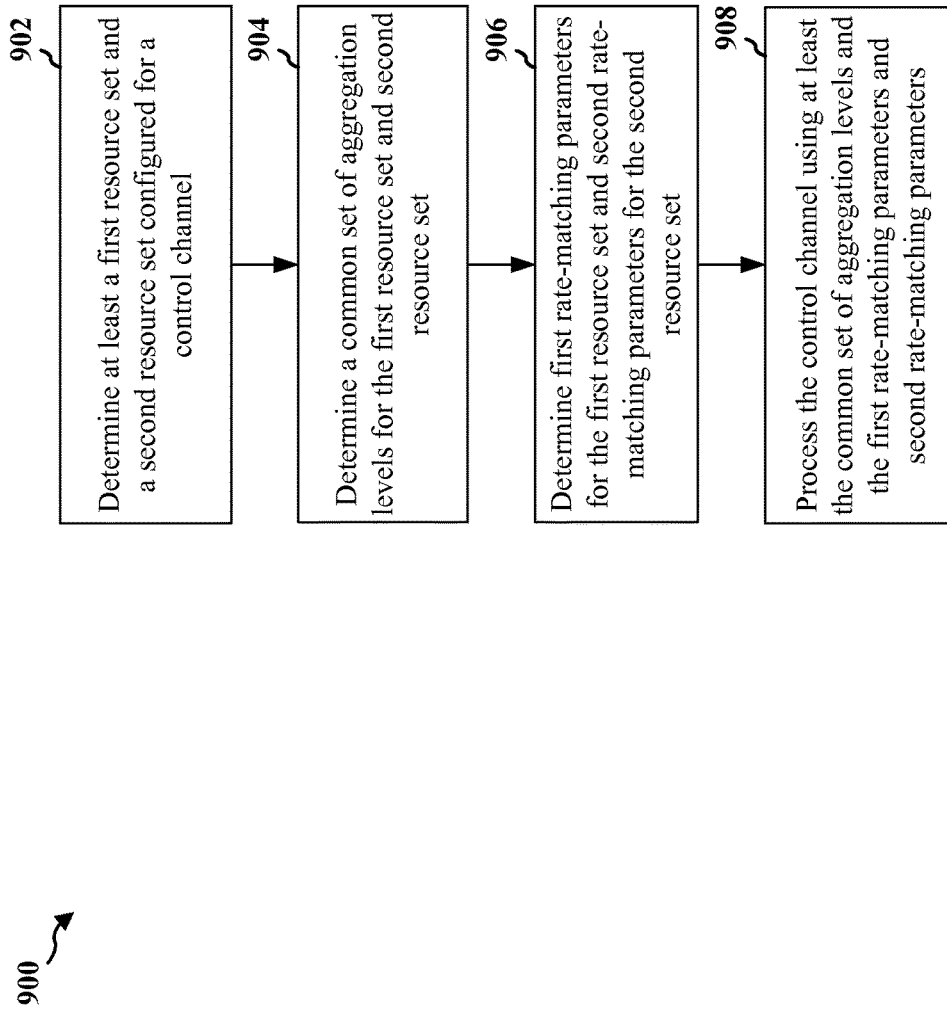 900
902
Determine at least a first resource set and
a second resource set configured for a
control channel
904
Determine a common set of aggregation
levels for the first resource set and second
resource set
906
Determine first rate-matching parameters
for the first resource set and second rate-
matching parameters for the second
resource set
908
Process the control channel using at least
the common set of aggregation levels and
the first rate-matching parameters and
second rate-matching parameters